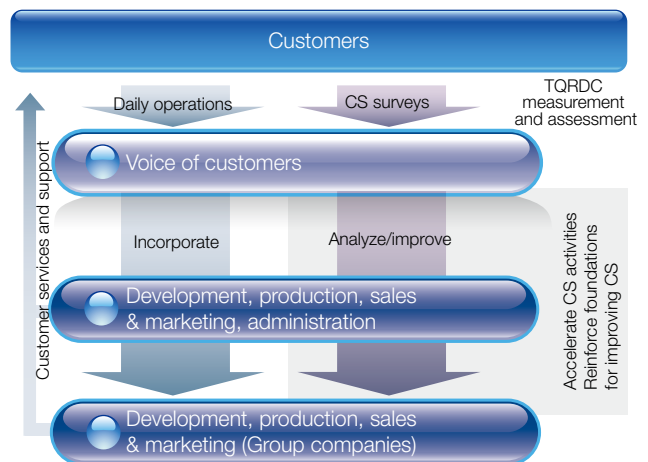 Customers
Daily operations
CS surveys
TQRDC
measurement
and assessment
Voice of customers
Customer services and support
Incorporate
Analyze/improve
Accelerate CS activities
Reinforce foundations
for improving CS
Development, production, sales
& marketing, administration
Development, production, sales
& marketing (Group companies)